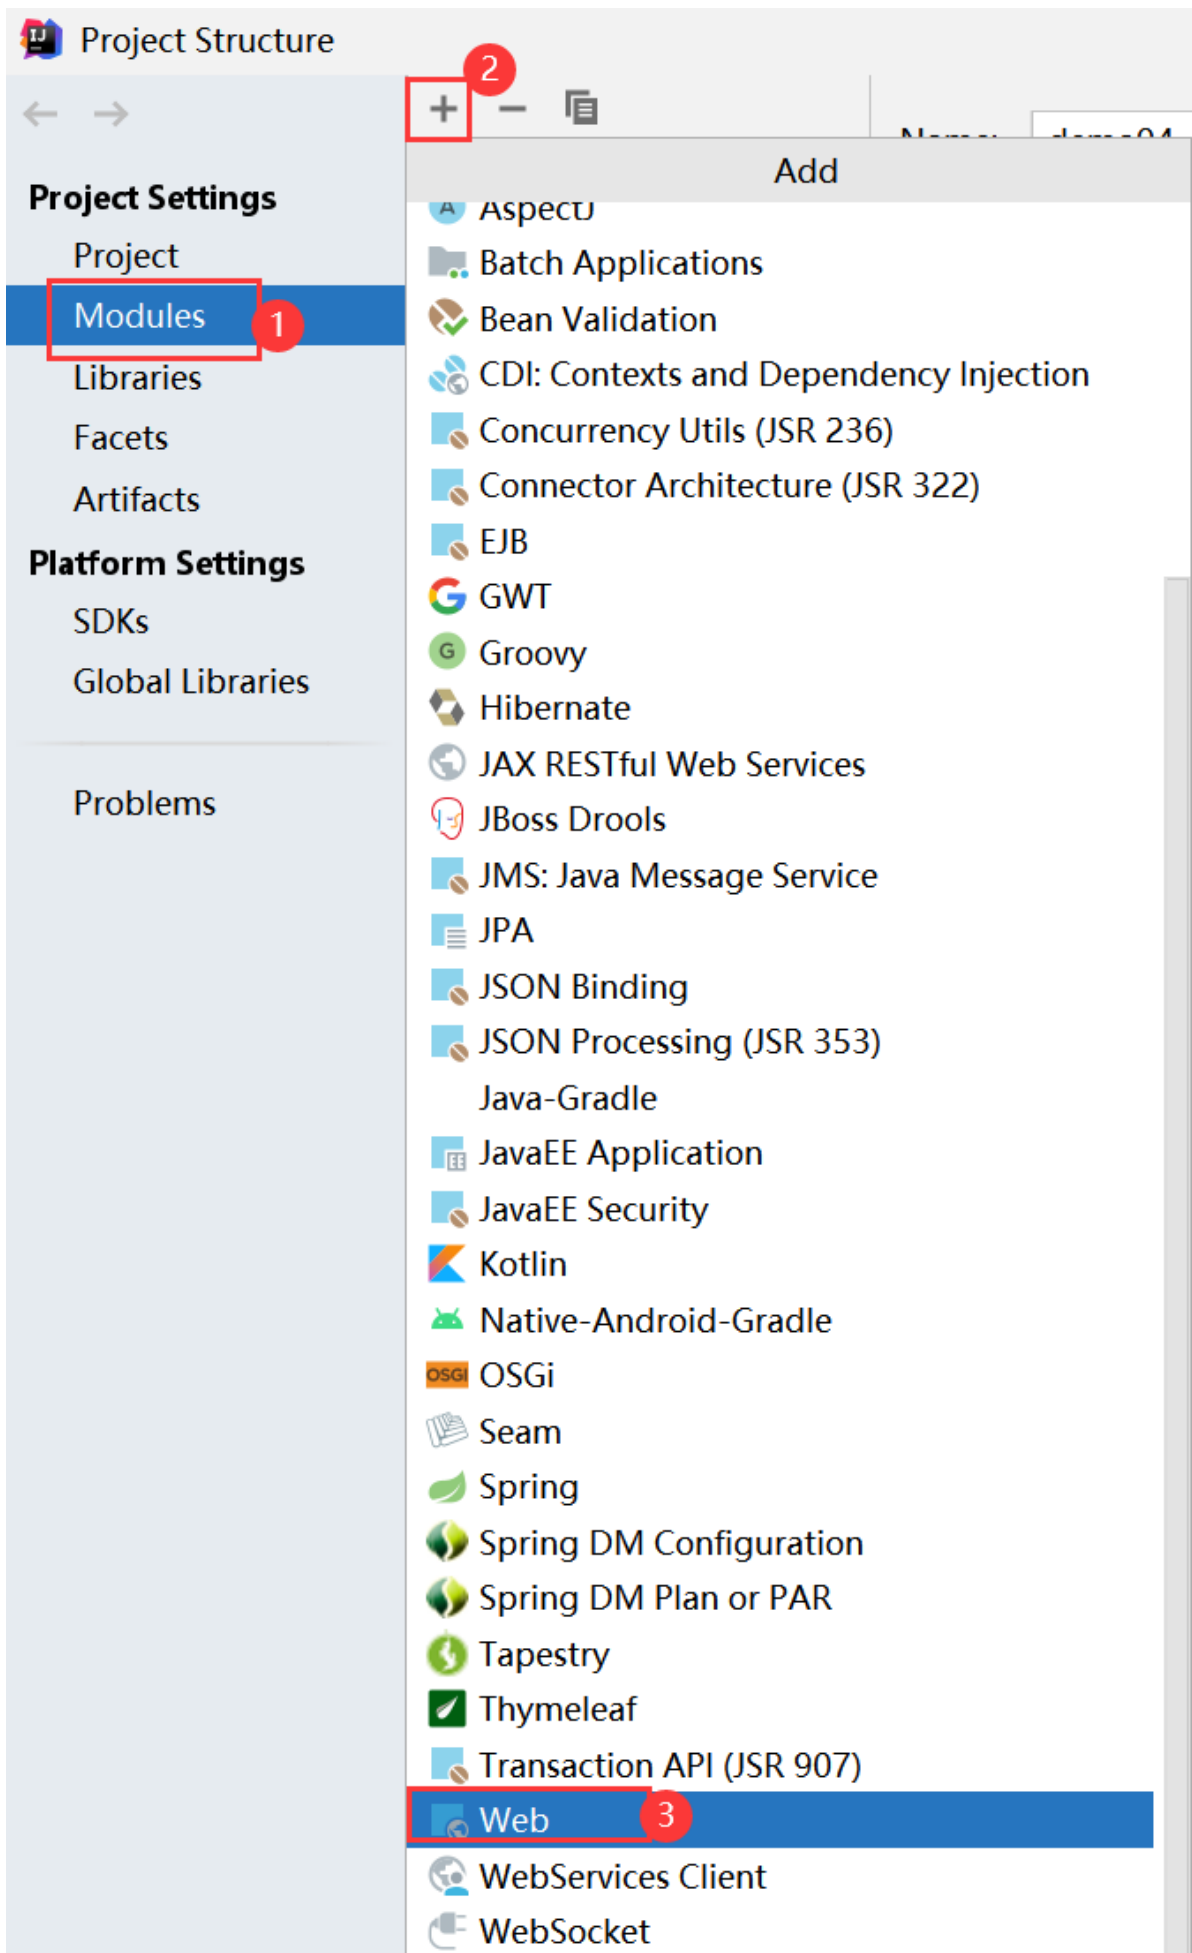 Project Structure
2
Add
Project Settings
Project
Modules
1
Libraries
Facets
Artifacts
Platform Settings
SDKs
Global Libraries
Problems
AspectJ
Batch Applications
Bean Validation
CDI: Contexts and Dependency Injection
Concurrency Utils (JSR 236)
Connector Architecture (JSR 322)
EJB
GWT
Groovy
Hibernate
JAX RESTful Web Services
JBoss Drools
JMS: Java Message Service
JPA
JSON Binding
JSON Processing (JSR 353)
Java-Gradle
JavaEE Application
JavaEE Security
Kotlin
Native-Android-Gradle
OSGi
Seam
Spring
Spring DM Configuration
Spring DM Plan or PAR
Tapestry
Thymeleaf
Transaction API (JSR 907)
Web
3
WebServices Client
WebSocket